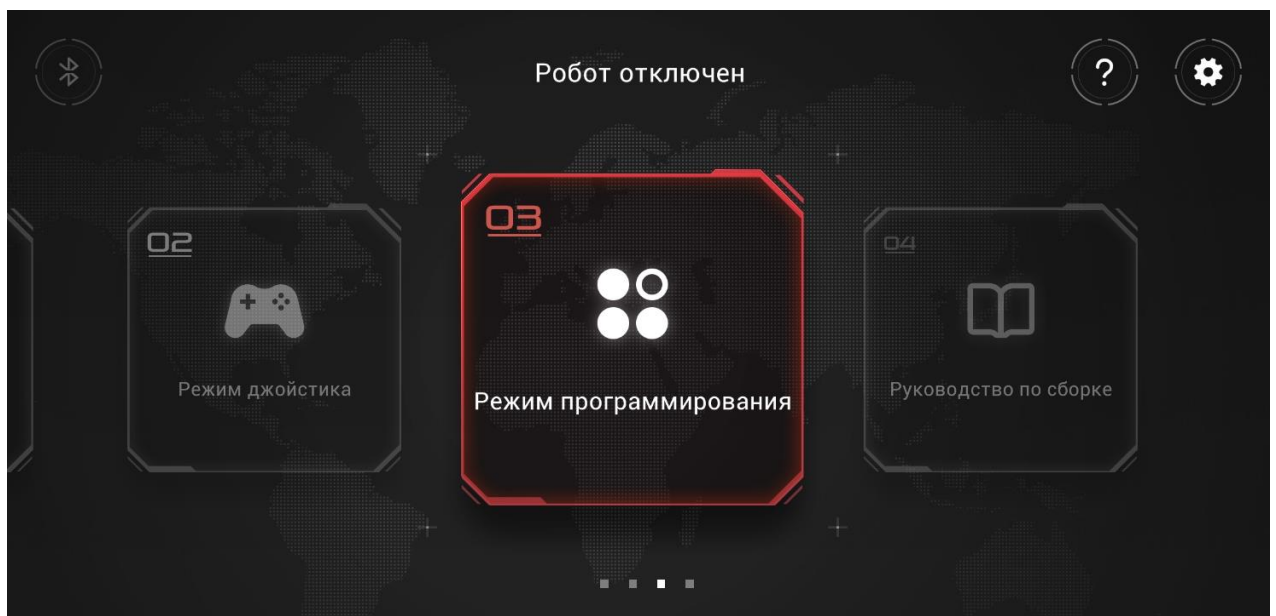 Робот отключен
?
02
Режим джойстика
03
Режим программирования
04
Руководство по сборке